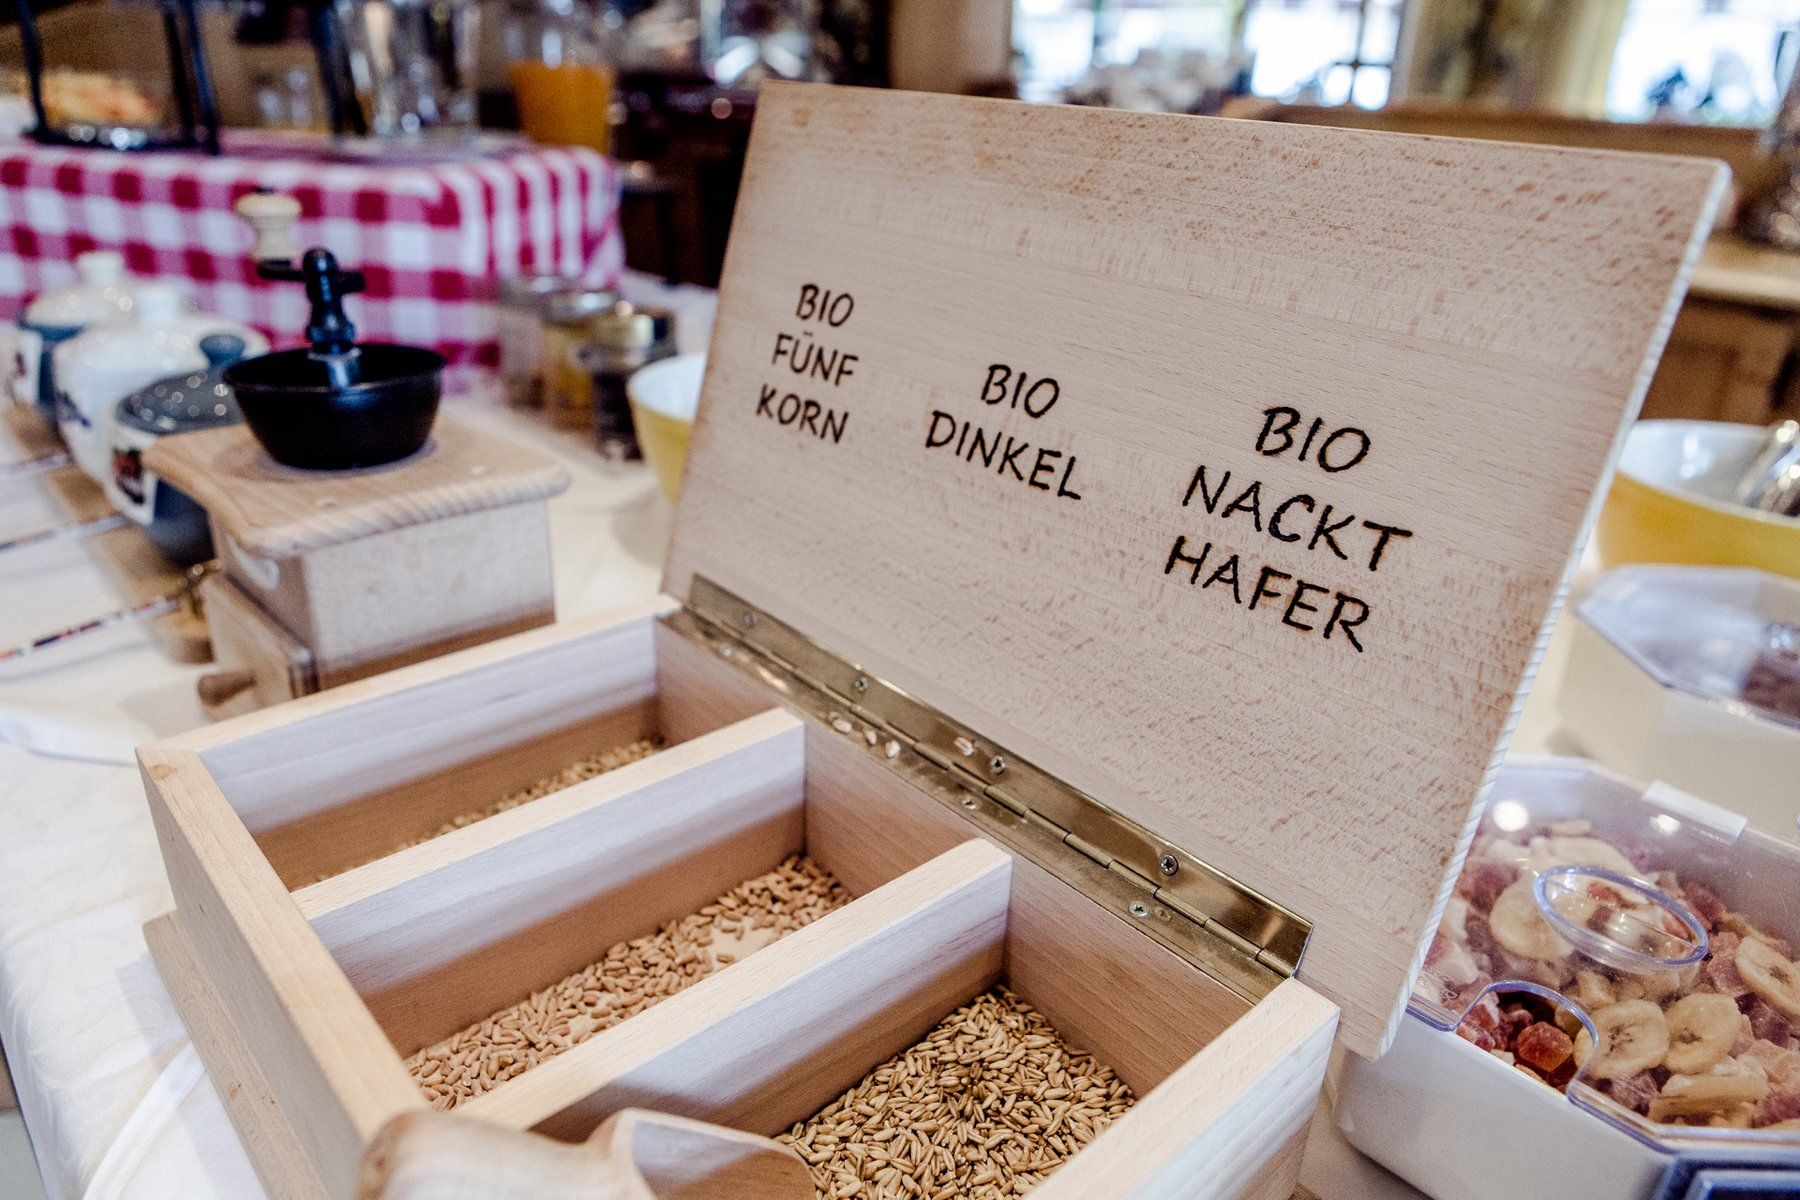 BIO
FÜNF
KORN
BIO
DINKEL
BIO
NACKT
HAFER